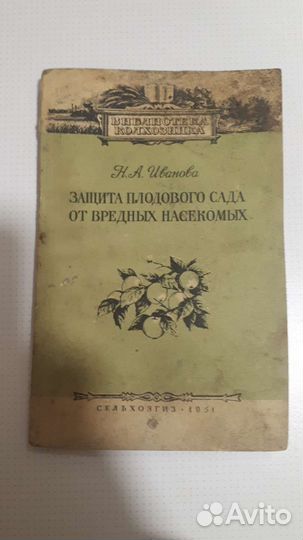 БИБЛИОТЕКА
КОЛХОЗНИКА
Н. А. Иванова
ЗАЩИТА ПЛОДОВОГО САДА
ОТ ВРЕДНЫХ НАСЕКОМЫХ
СЕЛЬХОЗГИЗ - 1951
Avito